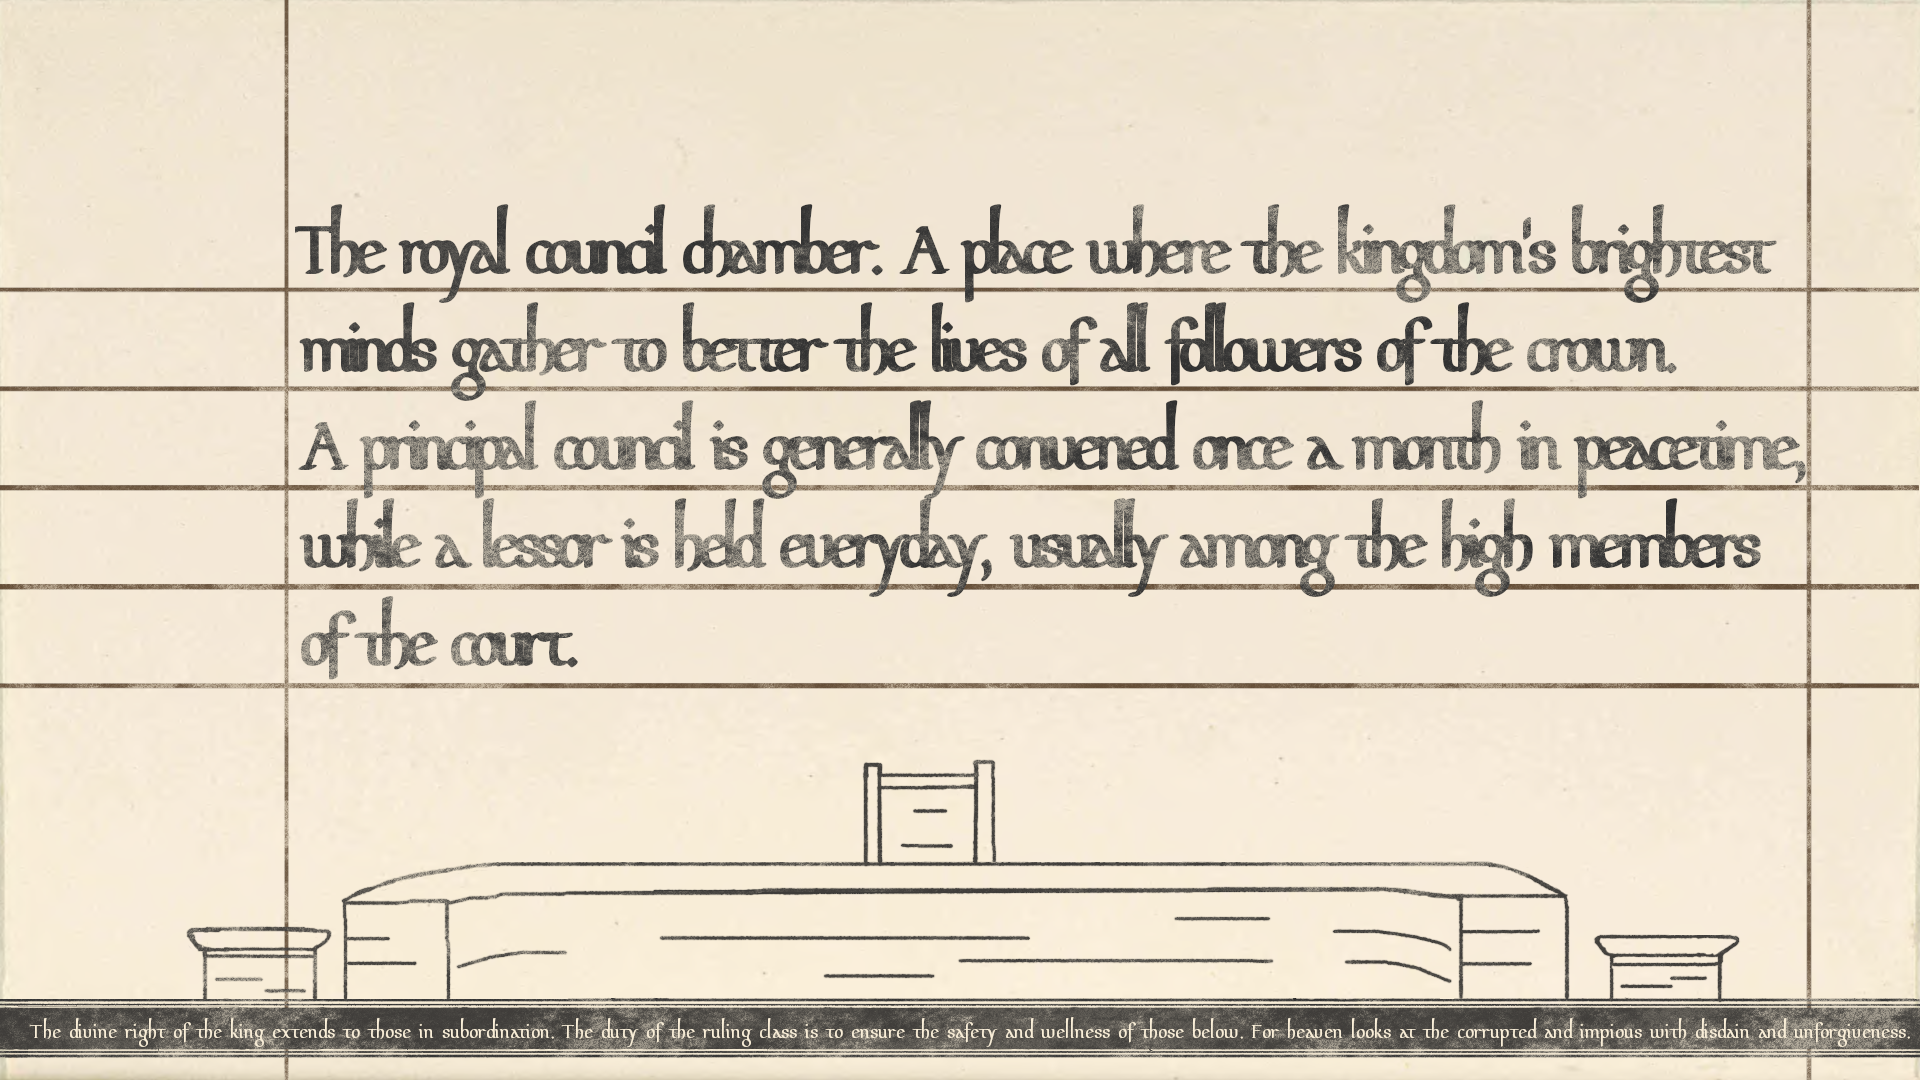 The royal council chamber. A place where the kingdom's brightest
minds gather to better the lives of all followers of the crown.
A principal council is generally convened once a month in peacetime,
while a lessor is held everyday, usually among the high members
of the court.
The divine right of the king extends to those in subordination. The duty of the ruling class is to ensure the safety and wellness of those below. For heaven looks at the corrupted and impious with disdain and unforgiveness.